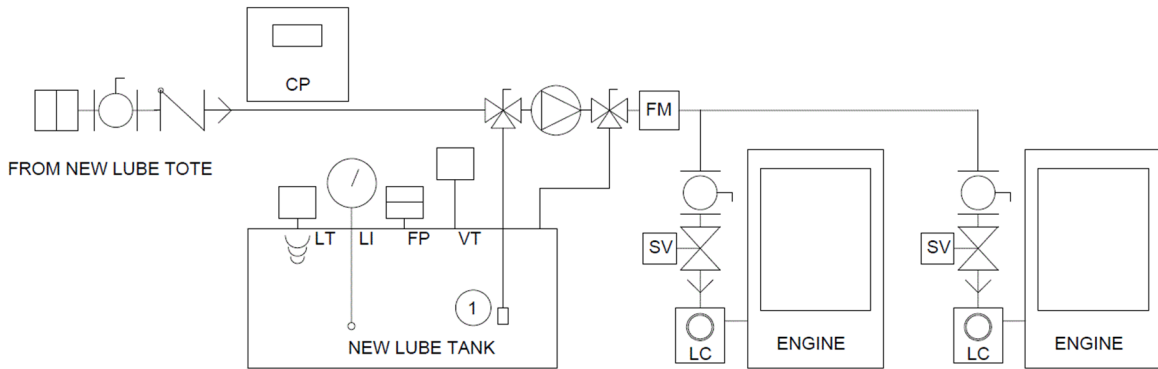 CP
FM
FROM NEW LUBE TOTE
LT
LI
FP
VT
SV
SV
1
NEW LUBE TANK
LC
ENGINE
LC
ENGINE